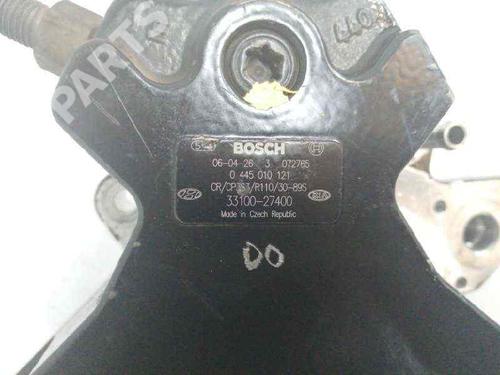 BOSCH
06-04-26 3 072765
0 445 010 121
CR/CP3S3/R110/30-89S
33100-27400
Made in Czech Republic
DO
B-PARTS